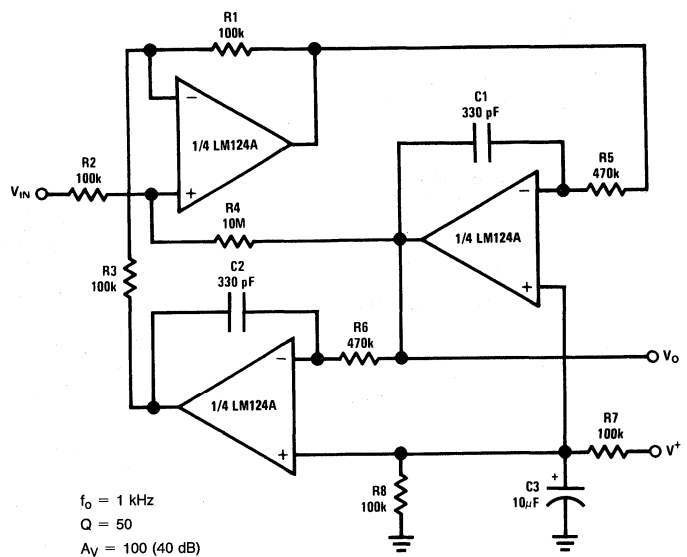 R1
100k
C1
330 pF
1/4 LM124A
R2
100k
R5
470k
VIN
R4
10M
1/4 LM124A
R3
100k
C2
330 pF
R6
470k
VO
1/4 LM124A
R7
100k
V+
R8
100k
C3
10µF
fo = 1 kHz
Q = 50
AV = 100 (40 dB)